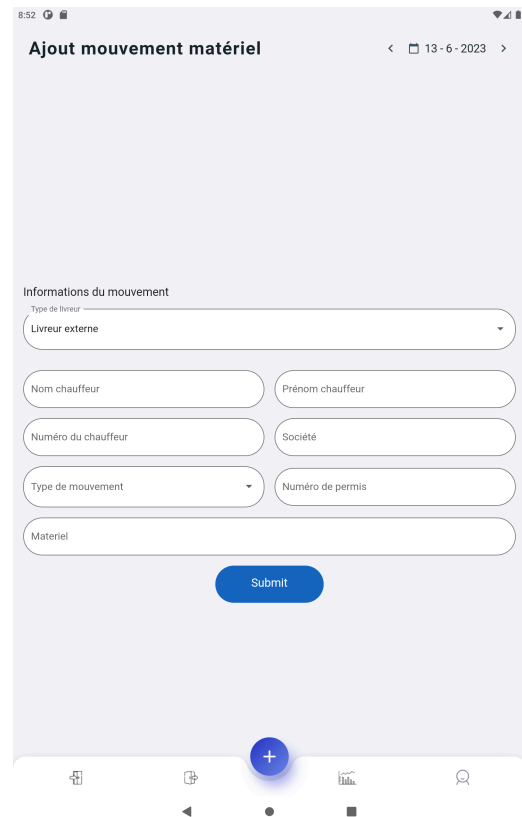 8:52
Ajout mouvement matériel
13 - 6 - 2023
Informations du mouvement
Type de livreur
Livreur externe
Nom chauffeur
Prénom chauffeur
Numéro du chauffeur
Société
Type de mouvement
Numéro de permis
Materiel
Submit